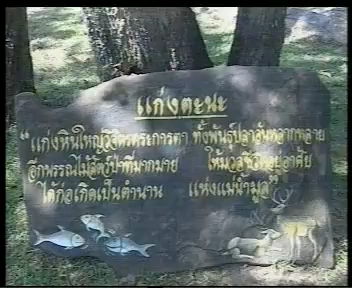 แก่งตะนะ
“แก่งหินใหญ่วิจิตรตระการตา ทั้งพันธุ์ปลาอันหลากหลาย
อีกพรรณไม้สัตว์ป่าที่มากมาย ให้มวลชีวิตอยู่อาศัย
ได้ก่อเกิดเป็นตำนาน แห่งแม่น้ำมูล”